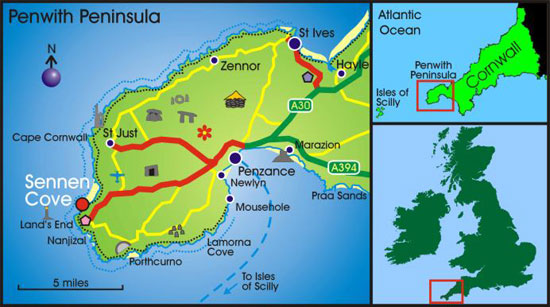 Penwith Peninsula
N
St Ives
Zennor
Hayle
A30
Cape Cornwall
St Just
Marazion
A394
Penzance
Newlyn
Praa Sands
Sennen
Cove
Mousehole
Land's End
Nanjizal
Lamorna
Cove
Porthcurno
5 miles
To Isles
of Scilly
Atlantic
Ocean
Penwith
Peninsula
Cornwall
Isles of
Scilly